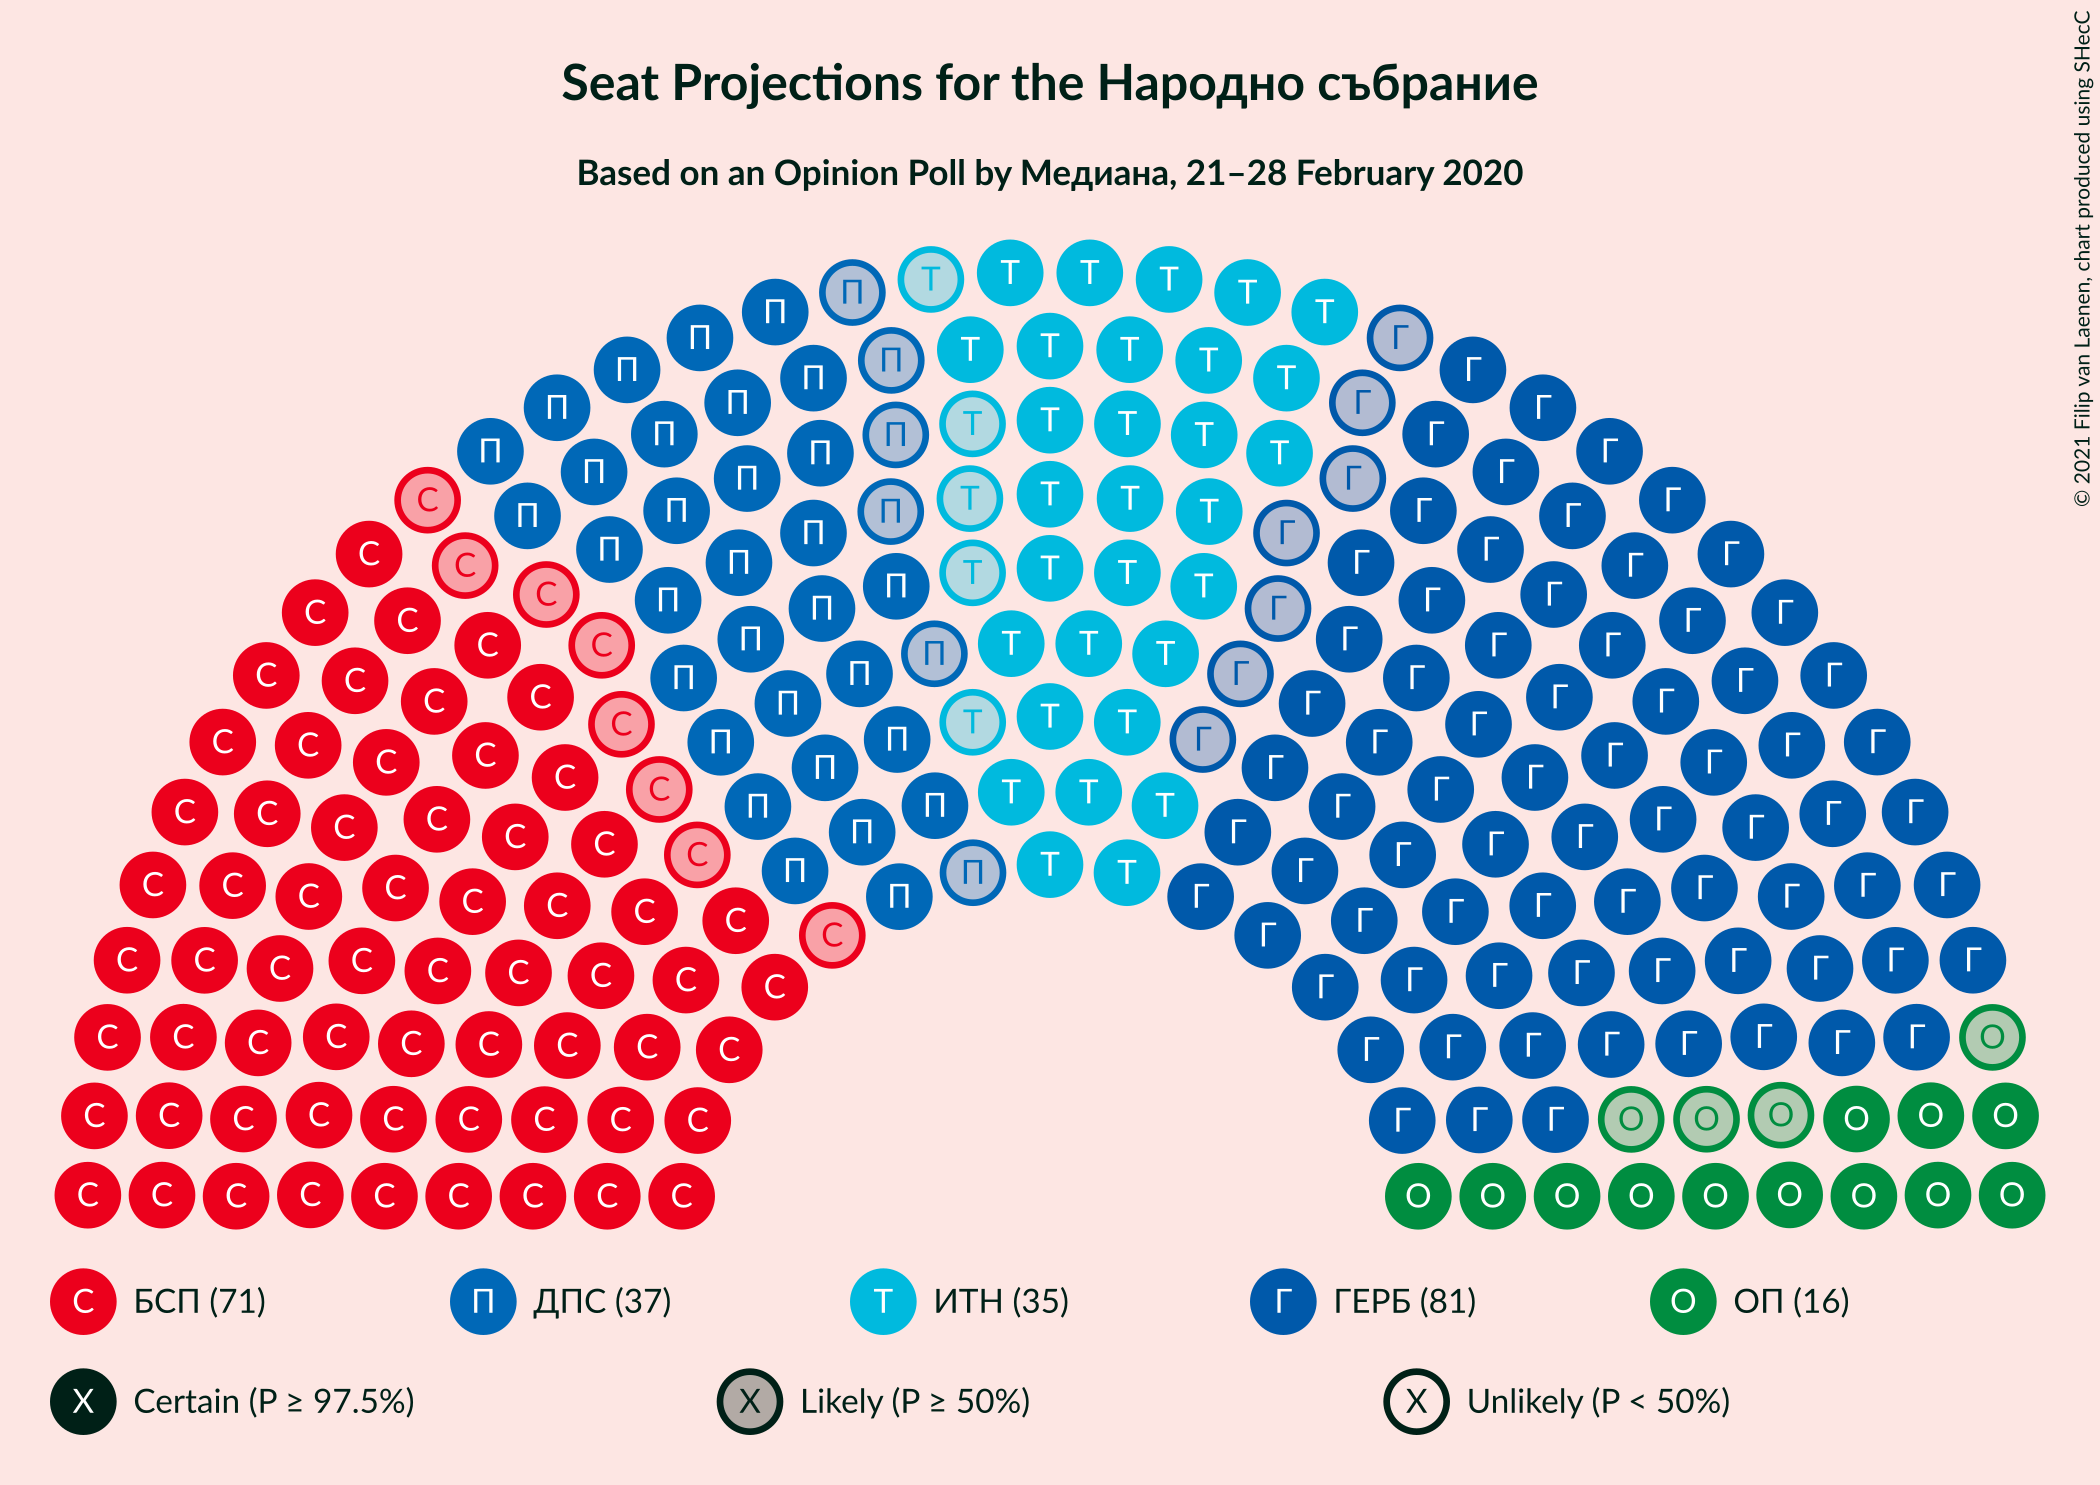 Seat Projections for the Народно събрание
Based on an Opinion Poll by Медиана, 21–28 February 2020
© 2021 Filip van Laenen, chart produced using SHecC
С БСП (71) П ДПС (37) Т ИТН (35) Г ГЕРБ (81) О ОП (16)
X Certain (P ≥ 97.5%) X Likely (P ≥ 50%) X Unlikely (P < 50%)